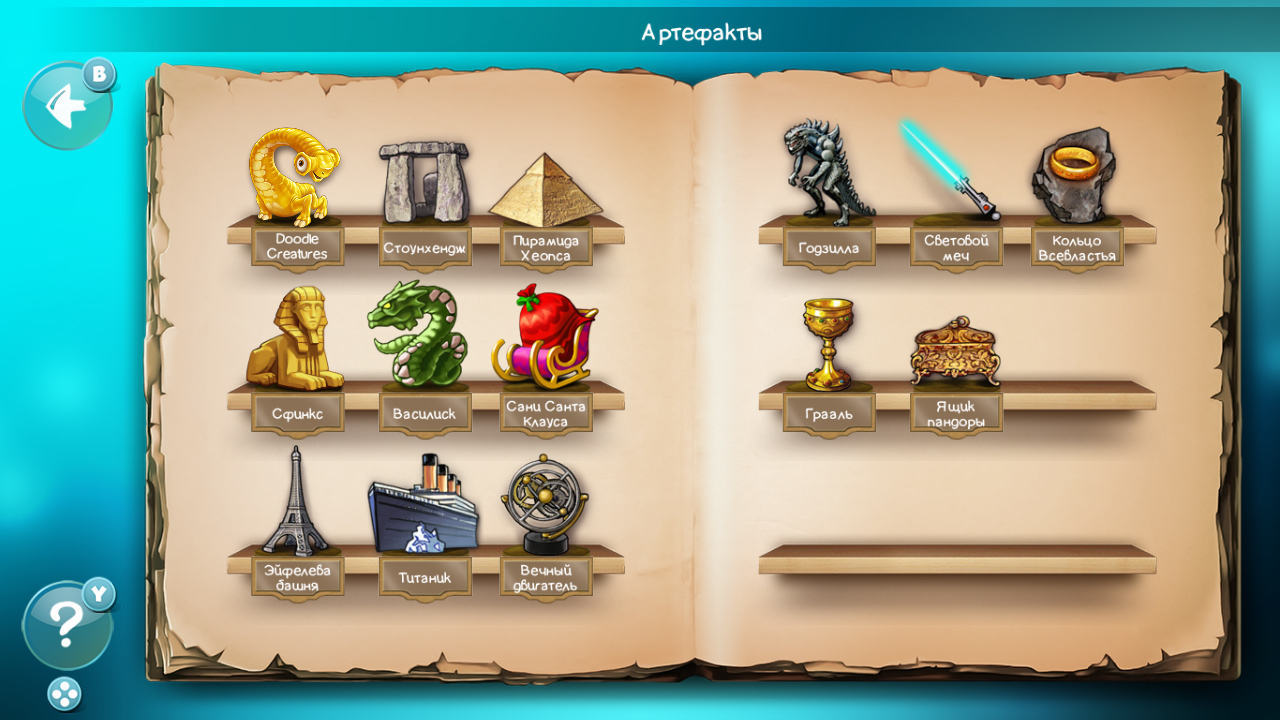 Артефакты
B
Doodle
Creatures
Стоунхендж
Пирамида
Хеопса
Годзилла
Световой
меч
Кольцо
Всевластья
Сфинкс
Василиск
Сани Санта
Клауса
Грааль
Ящик
пандоры
Эйфелева
башня
Титаник
Вечный
двигатель
Y
?